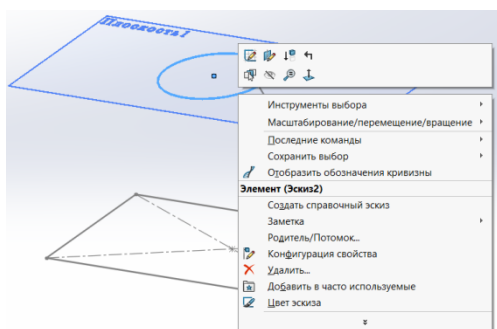 Плоскость1
Инструменты выбора
Масштабирование/перемещение/вращение
Последние команды
Сохранить выбор
Отобразить обозначения кривизны
Элемент (Эскиз2)
Создать справочный эскиз
Заметка
Родитель/Потомок...
Конфигурация свойства
Удалить...
Добавить в часто используемые
Цвет эскиза